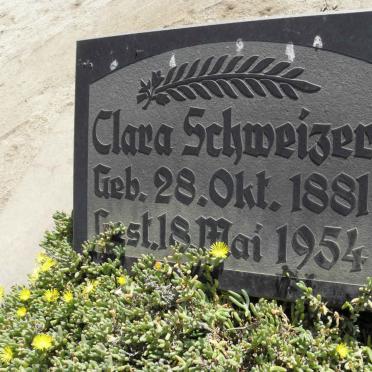 Clara Schweizer
Geb. 28. Okt. 1881
Gest. 18. Mai 1954